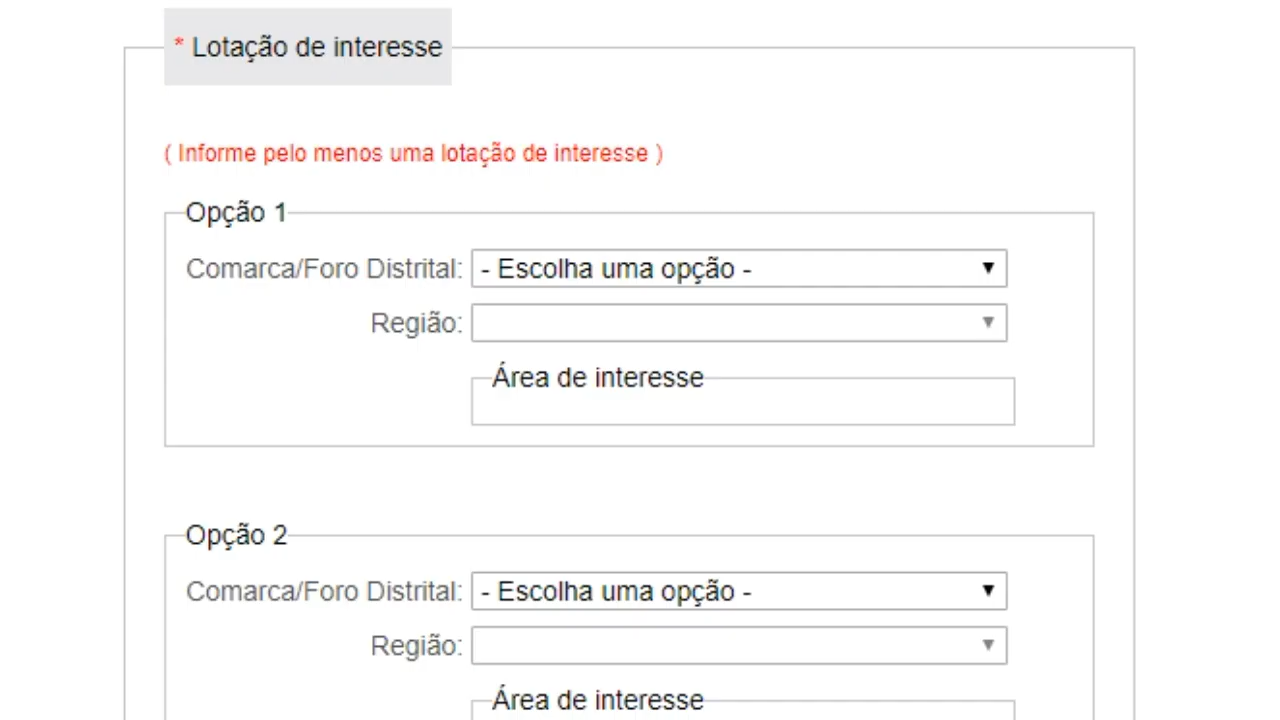 * Lotação de interesse
( Informe pelo menos uma lotação de interesse )
Opção 1
Comarca/Foro Distrital: - Escolha uma opção -
Região:
Área de interesse
Opção 2
Comarca/Foro Distrital: - Escolha uma opção -
Região:
Área de interesse